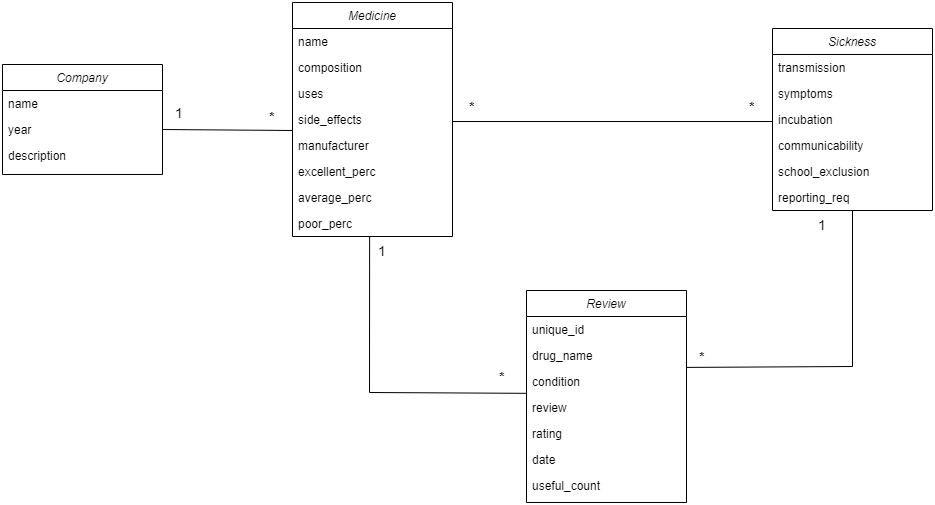 Medicine
name
composition
uses
side_effects
manufacturer
excellent_perc
average_perc
poor_perc
Sickness
transmission
symptoms
incubation
communicability
school_exclusion
reporting_req
Company
name
year
description
1
*
*
*
1
1
Review
unique_id
drug_name
condition
review
rating
date
useful_count
*
*